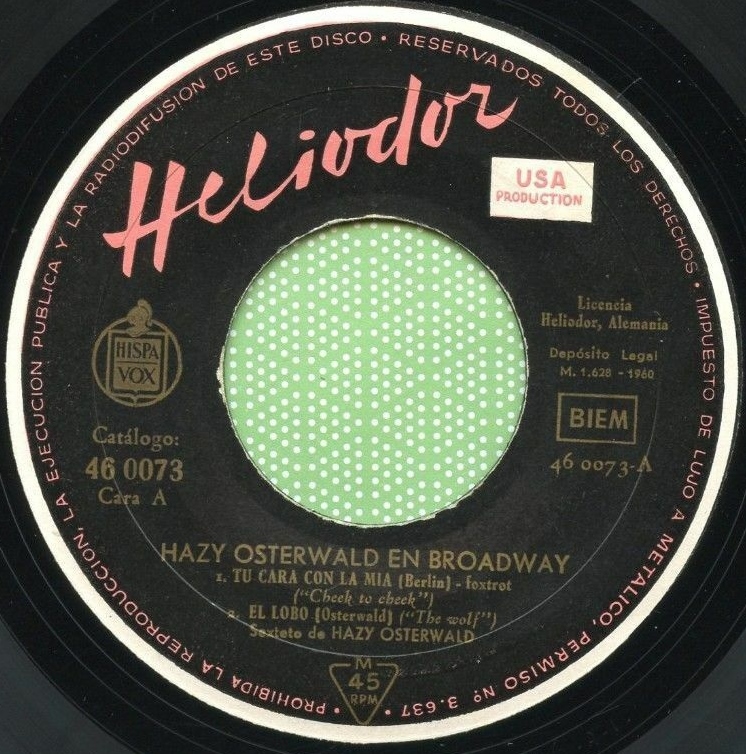 PROHIBIDA LA REPRODUCCION, LA EJECUCION PUBLICA Y LA RADIODIFUSION DE ESTE DISCO • RESERVADOS TODOS LOS DERECHOS • IMPUESTO DE LUJO A METALICO, PERMISO Nº 3.637 •
Heliodor
USA
PRODUCTION
HISPA
VOX
Licencia
Heliodor, Alemania
Depósito Legal
M. 1.628 - 1960
BIEM
Catálogo:
46 0073
Cara A
46 0073-A
HAZY OSTERWALD EN BROADWAY
1. TU CARA CON LA MIA (Berlin) - foxtrot
("Cheek to cheek")
2. EL LOBO (Osterwald) ("The wolf")
Sexteto de HAZY OSTERWALD
M
45
RPM